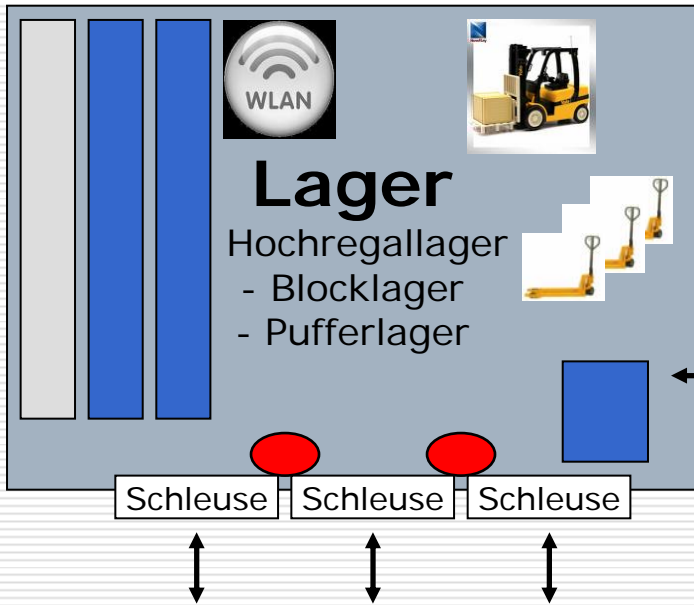 WLAN
Lager
Hochregallager
- Blocklager
- Pufferlager
Schleuse Schleuse Schleuse